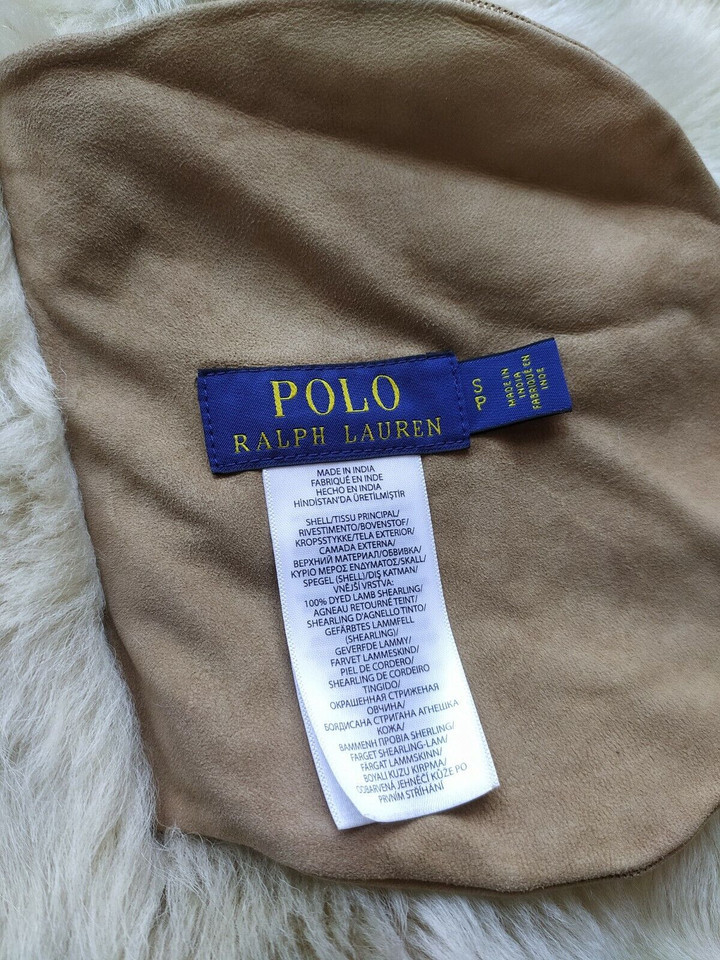 POLO
RALPH LAUREN
S
P
MADE IN
INDIA
FABRIQUÉ EN
INDE
MADE IN INDIA
FABRIQUÉ EN INDE
HECHO EN INDIA
HİNDİSTAN'DA ÜRETİLMİŞTİR
SHELL/TISSU PRINCIPAL/
RIVESTIMENTO/BOVENSTOF/
KROPSSTYKKE/TELA EXTERIOR/
CAMADA EXTERNA/
ВЕРХНИЙ МАТЕРИАЛ/ОБВИВКА/
ΚΥΡΙΟ ΜΕΡΟΣ ΕΝΔΥΜΑΤΟΣ/SKALL/
SPEGEL (SHELL)/DIŞ KATMAN/
VNĚJŠÍ VRSTVA:
100% DYED LAMB SHEARLING/
AGNEAU RETOURNÉ TEINT/
SHEARLING D'AGNELLO TINTO/
GEFÄRBTES LAMMFELL
(SHEARLING)/
GEVERFDE LAMMY/
FARVET LAMMESKIND/
PIEL DE CORDERO/
SHEARLING DE CORDEIRO
TINGIDO/
ОКРАШЕННАЯ СТРИЖЕНАЯ
ОВЧИНА/
БОЯДИСАНА СТРИГАНА АГНЕШКА
КОЖА/
ΒΑΜΜΕΝΗ ΠΡΟΒΙΑ SHERLING/
FARGET SHEARLING-LAM/
FÄRGAT LAMMSKINN/
BOYALI KUZU KIRPMA/
OBARVENÁ JEHNĚČÍ KŮŽE PO
PRVNÍM STŘÍHÁNÍ